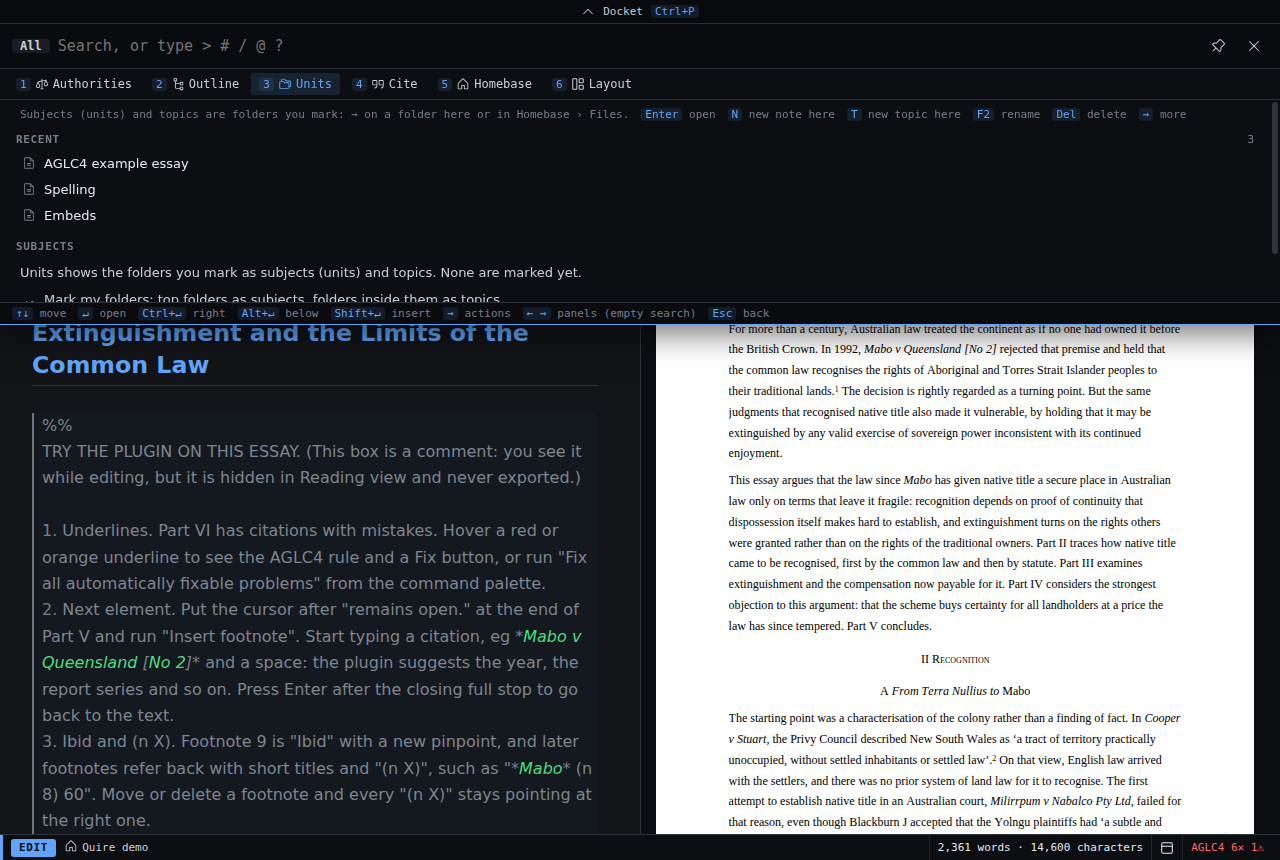 Docket Ctrl+P
All Search, or type > # / @ ?
1 Authorities 2 Outline 3 Units 4 Cite 5 Homebase 6 Layout
Subjects (units) and topics are folders you mark: → on a folder here or in Homebase › Files. Enter open N new note here T new topic here F2 rename Del delete → more
RECENT 3
AGLC4 example essay
Spelling
Embeds
SUBJECTS
Units shows the folders you mark as subjects (units) and topics. None are marked yet.
Mark my folders: top folders as subjects, folders inside them as topics
↑↓ move ↵ open Ctrl+↵ right Alt+↵ below Shift+↵ insert → actions ← → panels (empty search) Esc back
Extinguishment and the Limits of the
Common Law
%%
TRY THE PLUGIN ON THIS ESSAY. (This box is a comment: you see it
while editing, but it is hidden in Reading view and never exported.)
1. Underlines. Part VI has citations with mistakes. Hover a red or
orange underline to see the AGLC4 rule and a Fix button, or run "Fix
all automatically fixable problems" from the command palette.
2. Next element. Put the cursor after "remains open." at the end of
Part V and run "Insert footnote". Start typing a citation, eg *Mabo v
Queensland [No 2]* and a space: the plugin suggests the year, the
report series and so on. Press Enter after the closing full stop to go
back to the text.
3. Ibid and (n X). Footnote 9 is "Ibid" with a new pinpoint, and later
footnotes refer back with short titles and "(n X)", such as "*Mabo* (n
8) 60". Move or delete a footnote and every "(n X)" stays pointing at
the right one.
For more than a century, Australian law treated the continent as if no one had owned it before
the British Crown. In 1992, Mabo v Queensland [No 2] rejected that premise and held that
the common law recognises the rights of Aboriginal and Torres Strait Islander peoples to
their traditional lands.1 The decision is rightly regarded as a turning point. But the same
judgments that recognised native title also made it vulnerable, by holding that it may be
extinguished by any valid exercise of sovereign power inconsistent with its continued
enjoyment.
This essay argues that the law since Mabo has given native title a secure place in Australian
law only on terms that leave it fragile: recognition depends on proof of continuity that
dispossession itself makes hard to establish, and extinguishment turns on the rights others
were granted rather than on the rights of the traditional owners. Part II traces how native title
came to be recognised, first by the common law and then by statute. Part III examines
extinguishment and the compensation now payable for it. Part IV considers the strongest
objection to this argument: that the scheme buys certainty for all landholders at a price the
law has since tempered. Part V concludes.
II Recognition
A From Terra Nullius to Mabo
The starting point was a characterisation of the colony rather than a finding of fact. In Cooper
v Stuart, the Privy Council described New South Wales as ‘a tract of territory practically
unoccupied, without settled inhabitants or settled law’.2 On that view, English law arrived
with the settlers, and there was no prior system of land law for it to recognise. The first
attempt to establish native title in an Australian court, Milirrpum v Nabalco Pty Ltd, failed for
that reason, even though Blackburn J accepted that the Yolngu plaintiffs had ‘a subtle and
EDIT Quire demo 2,361 words · 14,600 characters AGLC4 6× 1⚠